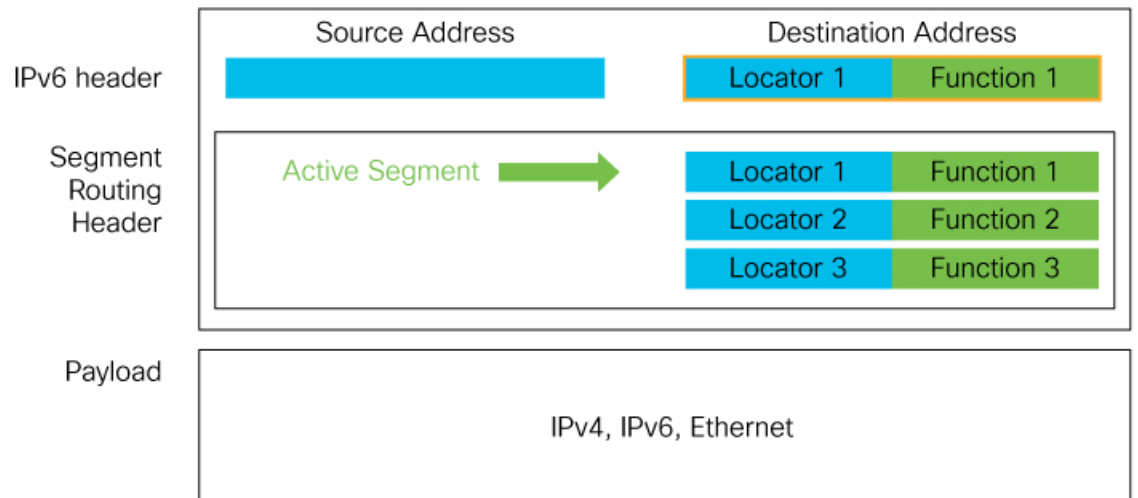 Source Address
Destination Address
IPv6 header
Locator 1
Function 1
Segment
Routing
Header
Active Segment
Locator 1
Function 1
Locator 2
Function 2
Locator 3
Function 3
Payload
IPv4, IPv6, Ethernet